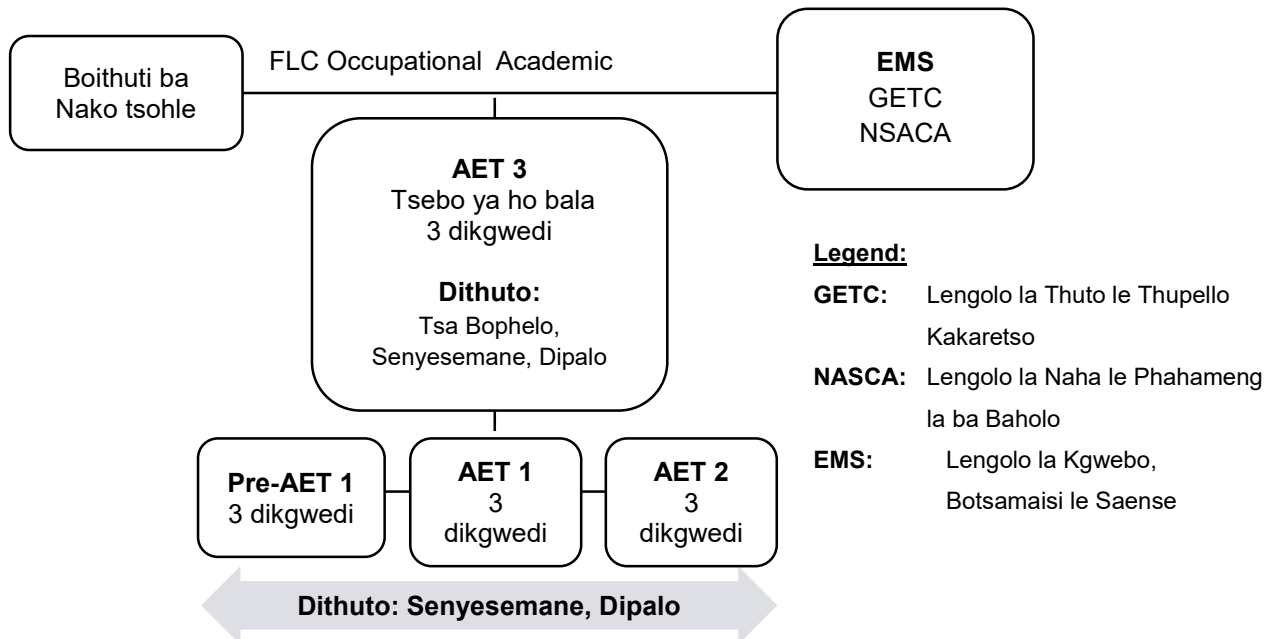 Boithuti ba
Nako tsohle
FLC Occupational Academic
EMS
GETC
NSACA
AET 3
Tsebo ya ho bala
3 dikgwedi
Dithuto:
Tsa Bophelo,
Senyesemane, Dipalo
Legend:
GETC: Lengolo la Thuto le Thupello
Kakaretso
NASCA: Lengolo la Naha le Phahameng
la ba Baholo
EMS: Lengolo la Kgwebo,
Botsamaisi le Saense
Pre-AET 1
3 dikgwedi
AET 1
3
dikgwedi
AET 2
3
dikgwedi
Dithuto: Senyesemane, Dipalo